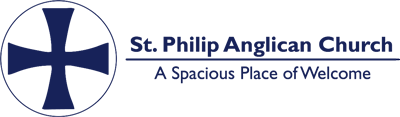 St. Philip Anglican Church
A Spacious Place of Welcome